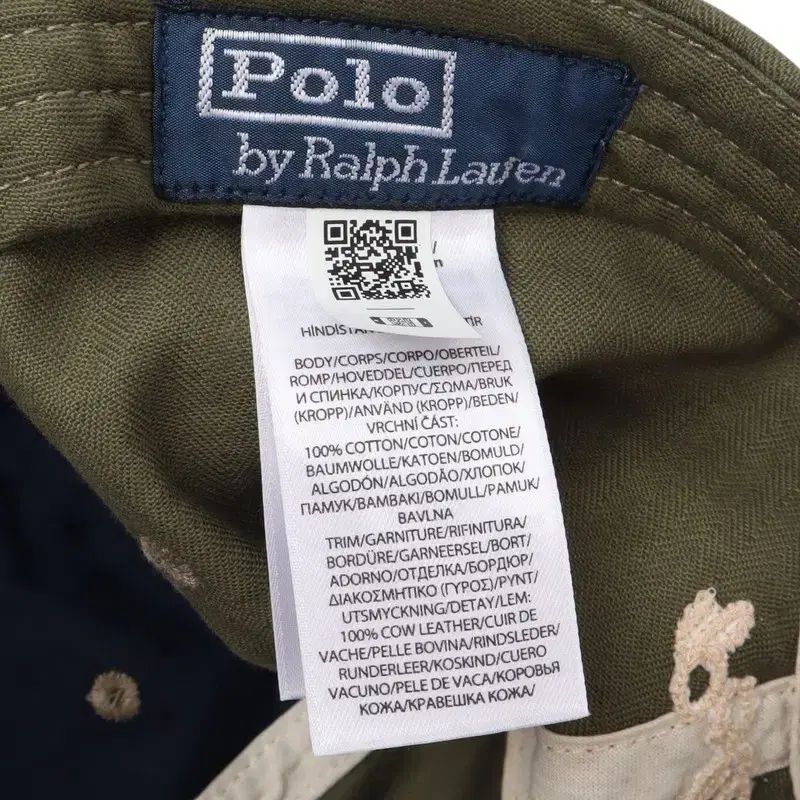 Polo
by Ralph Lauren
HİNDİSTAN
BODY/CORPS/CORPO/OBERTEIL/
ROMP/HOVEDDEL/CUERPO/ПЕРЕД
И СПИНКА/КОРПУС/ΣΩΜΑ/BRUK
(KROPP)/ANVÄND (KROPP)/BEDEN/
VRCHNÍ ČÁST:
100% COTTON/COTON/COTONE/
BAUMWOLLE/KATOEN/BOMULD/
ALGODÓN/ALGODÃO/ХЛОПОК/
ПАМУК/BAMBAKI/BOMULL/PAMUK/
BAVLNA
TRIM/GARNITURE/RIFINITURA/
BORDÜRE/GARNEERSEL/BORT/
ADORNO/ОТДЕЛКА/БОРДЮР/
ΔΙΑΚΟΣΜΗΤΙΚΟ (ΓΥΡΟΣ)/PYNT/
UTSMYCKNING/DETAY/LEM:
100% COW LEATHER/CUIR DE
VACHE/PELLE BOVINA/RINDSLEDER/
RUNDERLEER/KOSKIND/CUERO
VACUNO/PELE DE VACA/КОРОВЬЯ
КОЖА/КРАВЕШКА КОЖА/